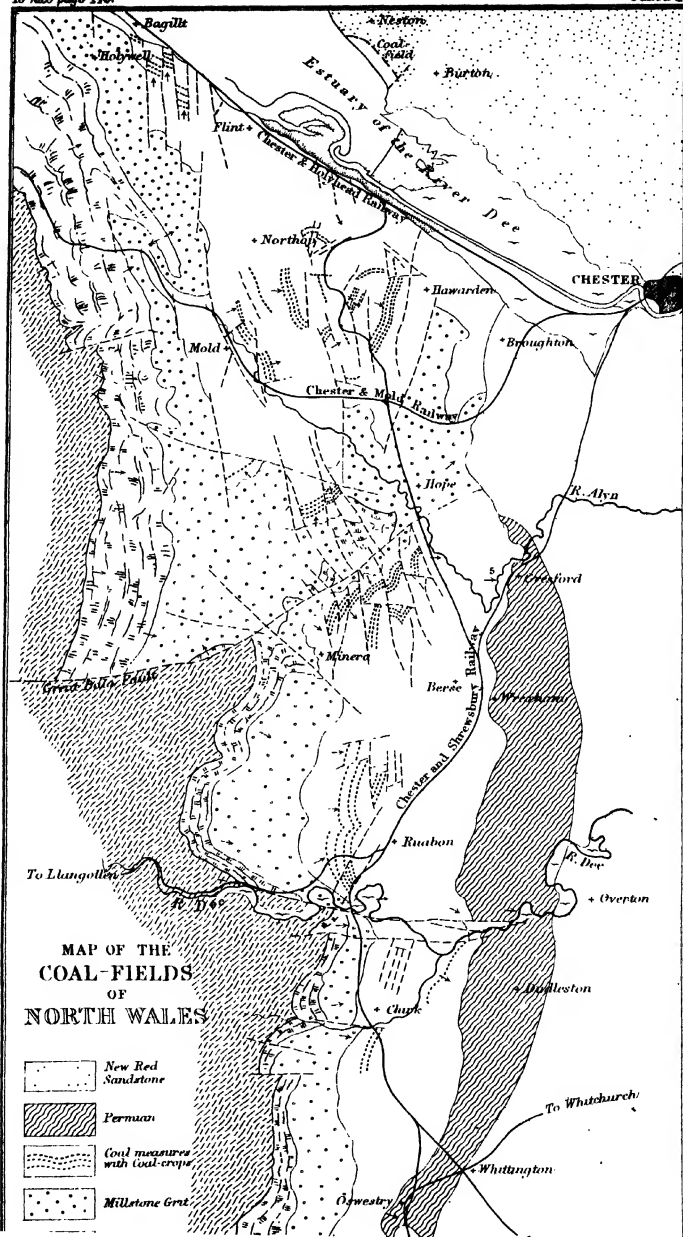 Bagillt
Neston
Coal-
field
Holywell
Burton
Estuary of the River Dee
Flint
Chester & Holyhead Railway
Northop
CHESTER
Hawarden
Broughton
Mold
Chester & Mold Railway
Hope
R. Alyn
5
Cresford
Minera
Great Bala Fault
Berse
Wrexham
Chester and Shrewsbury Railway
Ruabon
To Llangollen
R. Dee
R. Dee
Overton
MAP OF THE
COAL-FIELDS
OF
NORTH WALES
Dudleston
Chirk
New Red
Sandstone
Permian
To Whitchurch
Coal measures
with Coal-crops
Whittington
Millstone Grit
Oswestry